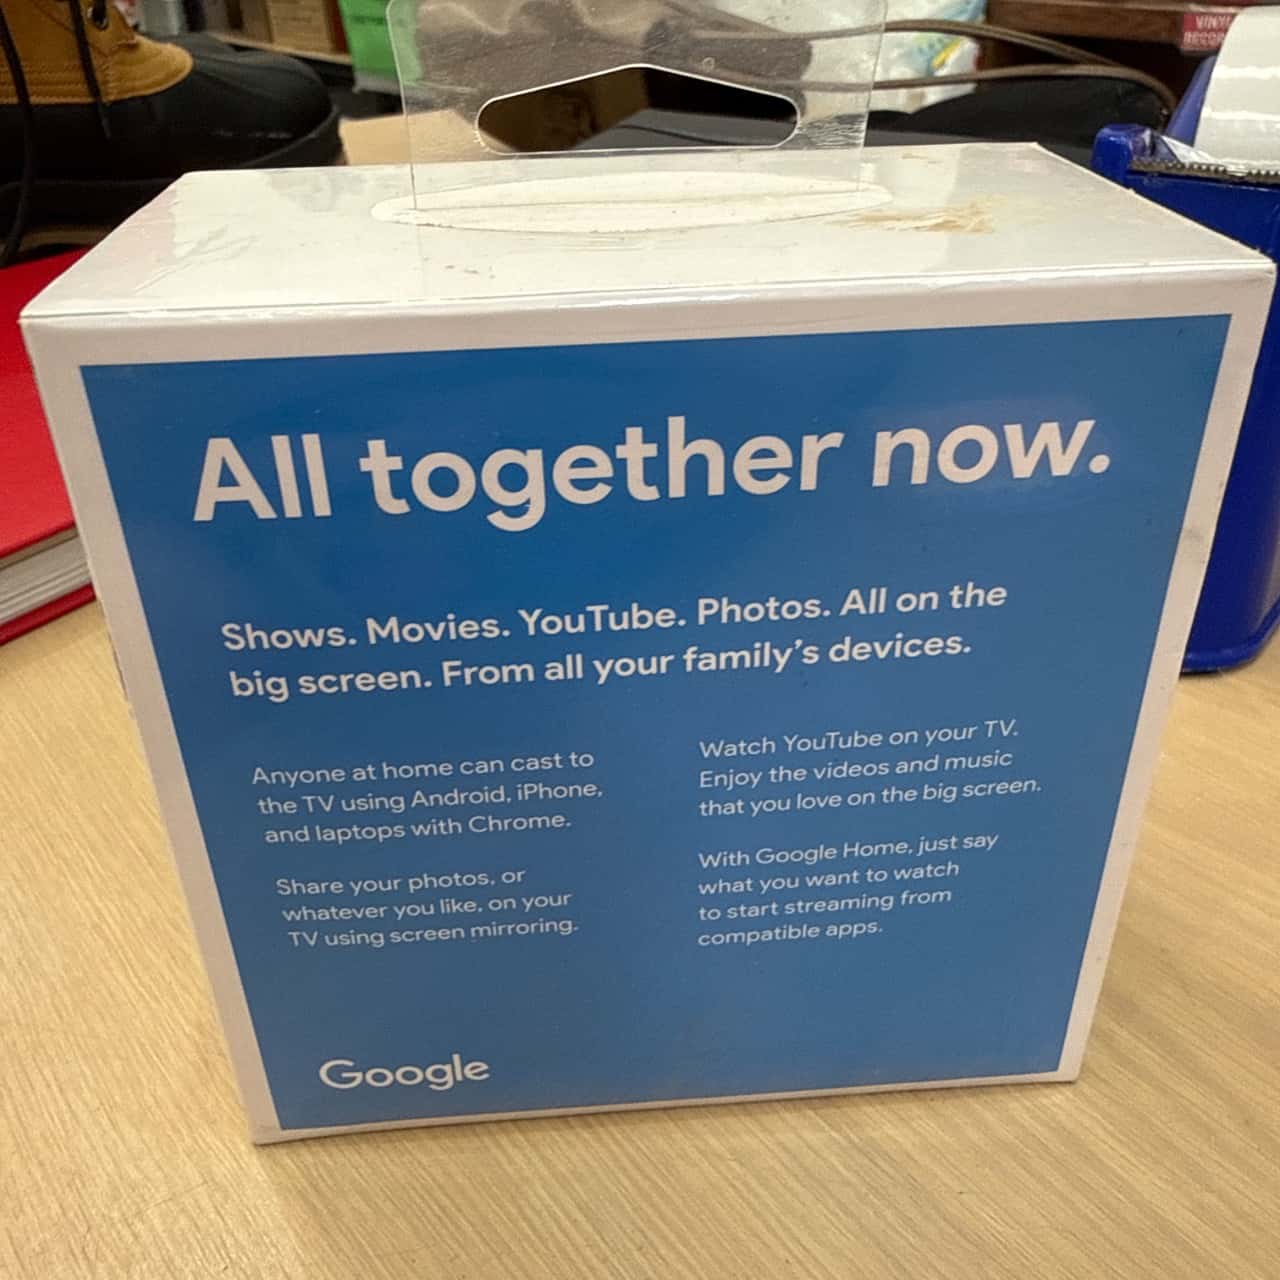 VINYL
All together now.
Shows. Movies. YouTube. Photos. All on the
big screen. From all your family's devices.
Anyone at home can cast to
the TV using Android, iPhone,
and laptops with Chrome.
Share your photos, or
whatever you like, on your
TV using screen mirroring.
Watch YouTube on your TV.
Enjoy the videos and music
that you love on the big screen.
With Google Home, just say
what you want to watch
to start streaming from
compatible apps.
Google